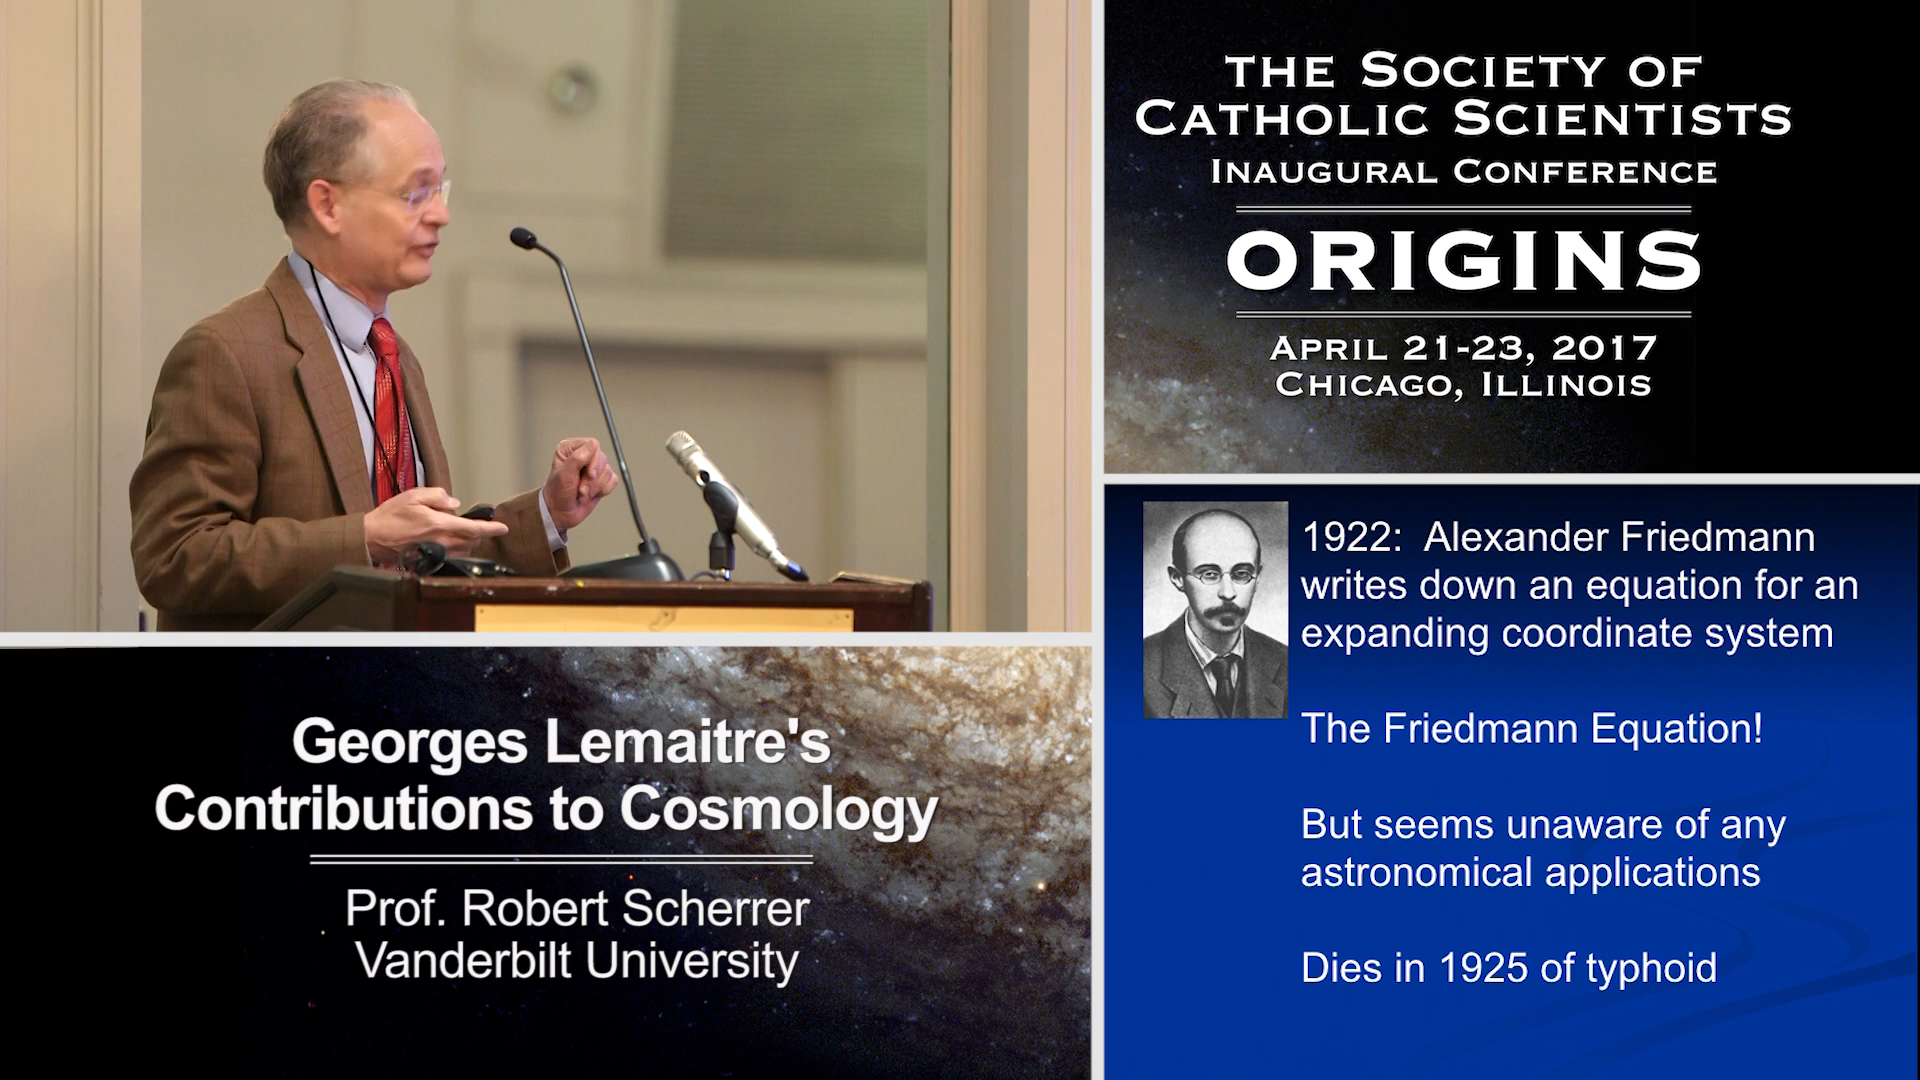 THE SOCIETY OF
CATHOLIC SCIENTISTS
INAUGURAL CONFERENCE
ORIGINS
APRIL 21-23, 2017
CHICAGO, ILLINOIS
Georges Lemaitre's
Contributions to Cosmology
Prof. Robert Scherrer
Vanderbilt University
1922:  Alexander Friedmann
writes down an equation for an
expanding coordinate system
The Friedmann Equation!
But seems unaware of any
astronomical applications
Dies in 1925 of typhoid